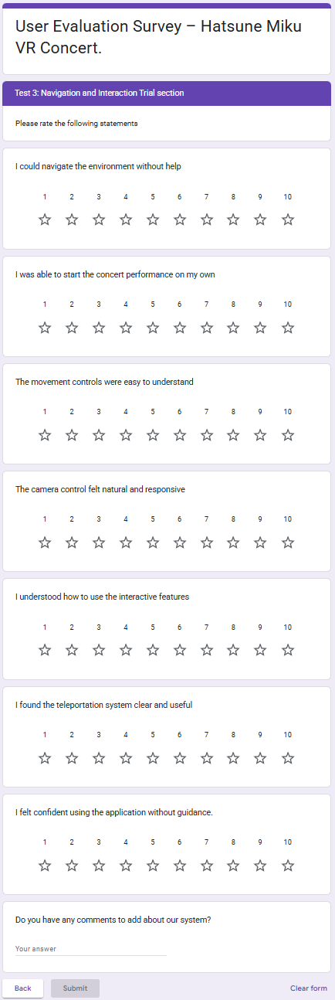 User Evaluation Survey – Hatsune Miku
VR Concert.
Test 3: Navigation and Interaction Trial section
Please rate the following statements
I could navigate the environment without help
1 2 3 4 5 6 7 8 9 10
I was able to start the concert performance on my own
1 2 3 4 5 6 7 8 9 10
The movement controls were easy to understand
1 2 3 4 5 6 7 8 9 10
The camera control felt natural and responsive
1 2 3 4 5 6 7 8 9 10
I understood how to use the interactive features
1 2 3 4 5 6 7 8 9 10
I found the teleportation system clear and useful
1 2 3 4 5 6 7 8 9 10
I felt confident using the application without guidance.
1 2 3 4 5 6 7 8 9 10
Do you have any comments to add about our system?
Your answer
Back Submit Clear form